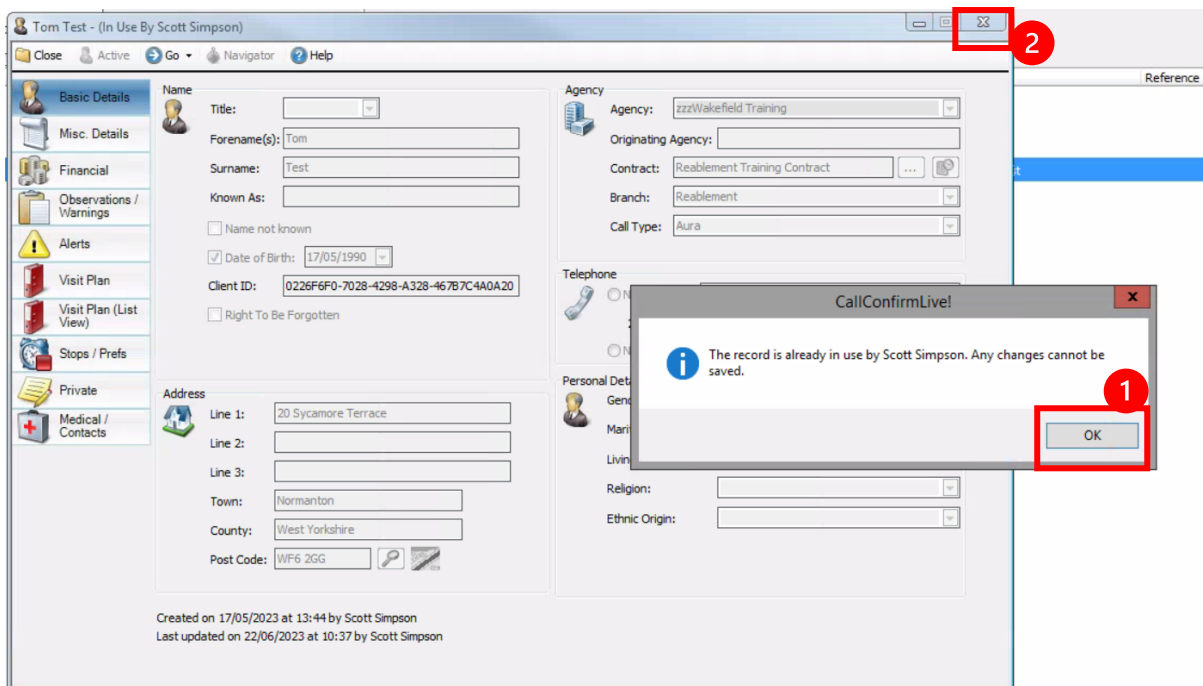 Tom Test - (In Use By Scott Simpson)
2
Close Active Go Navigator Help
Reference
Basic Details
Misc. Details
Financial
Observations /
Warnings
Alerts
Visit Plan
Visit Plan (List
View)
Stops / Prefs
Private
Medical /
Contacts
Name
Title:
Forename(s): Tom
Surname: Test
Known As:
Name not known
Date of Birth: 17/05/1990
Client ID: 0226F6F0-7028-4298-A328-467B7C4A0A20
Right To Be Forgotten
Agency
Agency: zzzWakefield Training
Originating Agency:
Contract: Reablement Training Contract ...
Branch: Reablement
Call Type: Aura
Telephone
CallConfirmLive!
x
The record is already in use by Scott Simpson. Any changes cannot be
saved.
1
OK
Address
Line 1: 20 Sycamore Terrace
Line 2:
Line 3:
Town: Normanton
County: West Yorkshire
Post Code: WF6 2GG
Personal
Religion:
Ethnic Origin:
Created on 17/05/2023 at 13:44 by Scott Simpson
Last updated on 22/06/2023 at 10:37 by Scott Simpson